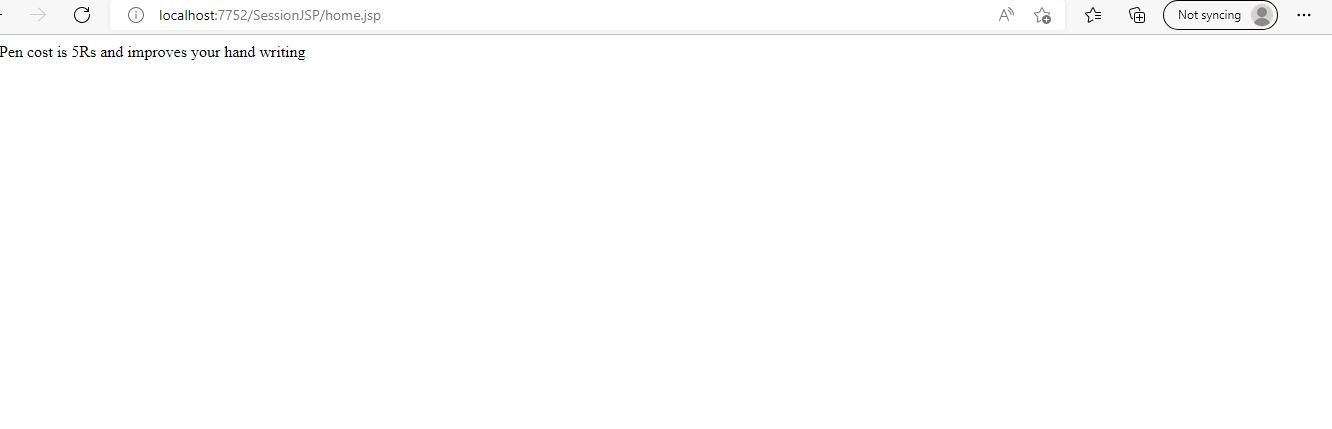 localhost:7752/SessionJSP/home.jsp
Not syncing
Pen cost is 5Rs and improves your hand writing